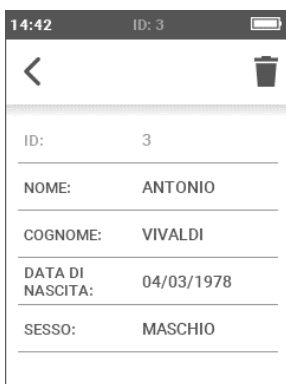 14:42 ID: 3
ID: 3
NOME: ANTONIO
COGNOME: VIVALDI
DATA DI
NASCITA: 04/03/1978
SESSO: MASCHIO